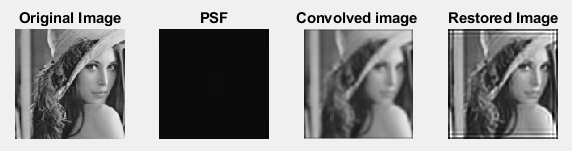 Original Image
PSF
Convolved image
Restored Image